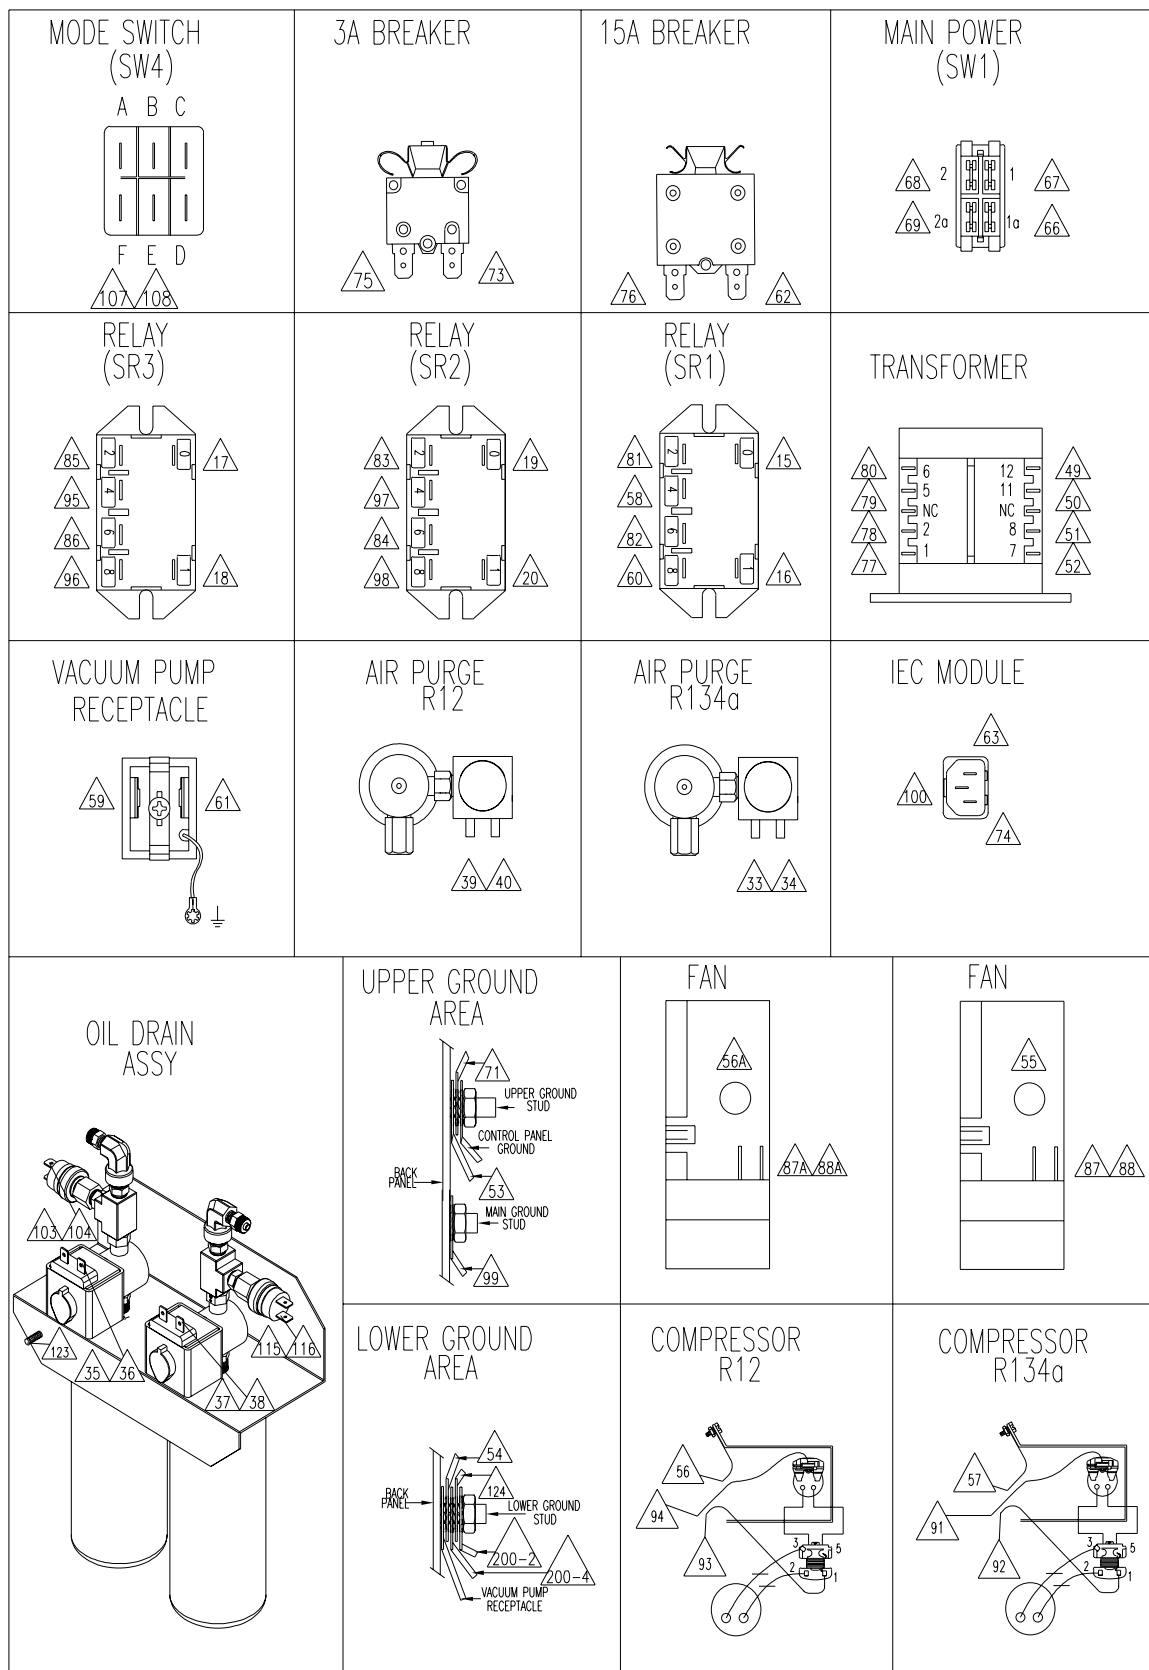 MODE SWITCH
(SW4)
A B C
F E D
107 108
3A BREAKER
75 73
15A BREAKER
76 62
MAIN POWER
(SW1)
68 2 1 67
69 2a 1a 66
RELAY
(SR3)
85 2 0 17
95 4
86 6
96 8 1 18
RELAY
(SR2)
83 2 0 19
97 4
84 6
98 8 1 20
RELAY
(SR1)
81 2 0 15
58 4
82 6
60 8 1 16
TRANSFORMER
80 6 12 49
79 5 11 50
NC NC
78 2 8 51
77 1 7 52
VACUUM PUMP
RECEPTACLE
59 61
AIR PURGE
R12
39 40
AIR PURGE
R134a
33 34
IEC MODULE
63
100
74
OIL DRAIN
ASSY
103 104
123
35 36
115 116
37 38
UPPER GROUND
AREA
71
UPPER GROUND
STUD
CONTROL PANEL
GROUND
BACK
PANEL
53
MAIN GROUND
STUD
99
FAN
56A
87A 88A
FAN
55
87 88
LOWER GROUND
AREA
54
124
BACK
PANEL
LOWER GROUND
STUD
200-2
200-4
VACUUM PUMP
RECEPTACLE
COMPRESSOR
R12
56
94
93
3 5
2 1
COMPRESSOR
R134a
57
91
92
3 5
2 1